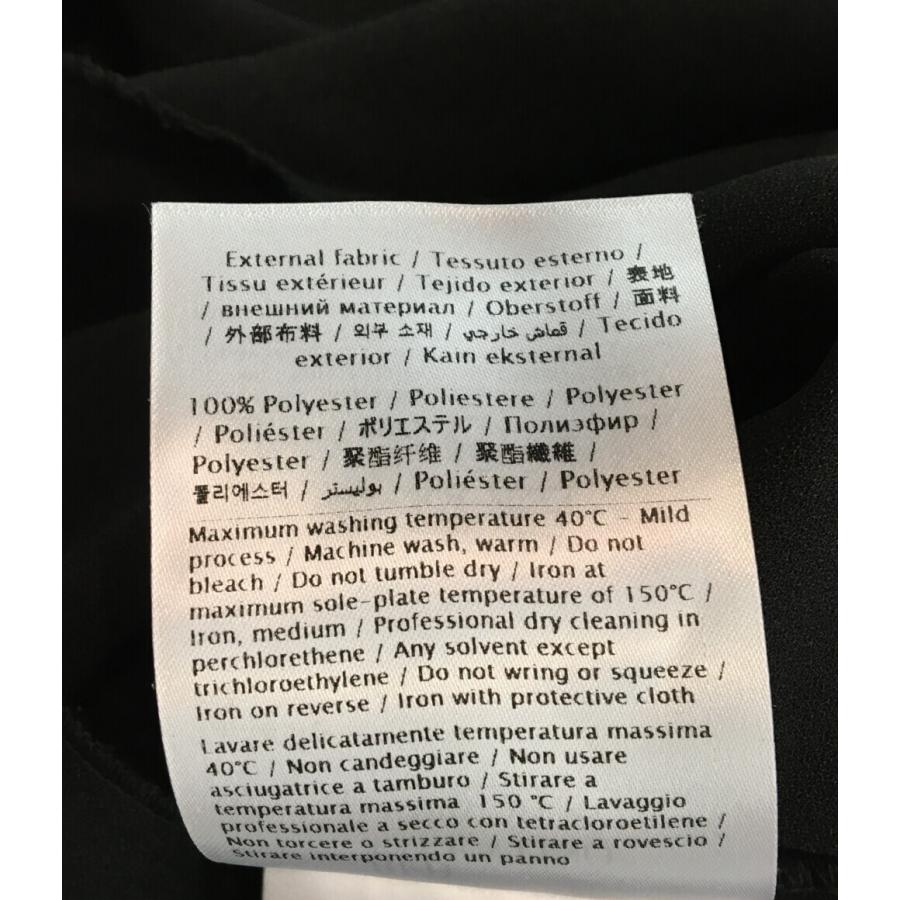 External fabric / Tessuto esterno /
Tissu extérieur / Tejido exterior / 表地
/ внешний материал / Oberstoff / 面料
/ 外部布料 / 외부 소재 / قماش خارجي / Tecido
exterior / Kain eksternal
100% Polyester / Poliestere / Polyester
/ Poliéster / ポリエステル / Полиэфир /
Polyester / 聚酯纤维 / 聚酯纖維 /
폴리에스터 / بوليستر / Poliéster / Polyester
Maximum washing temperature 40°C - Mild
process / Machine wash, warm / Do not
bleach / Do not tumble dry / Iron at
maximum sole-plate temperature of 150°C /
Iron, medium / Professional dry cleaning in
perchlorethene / Any solvent except
trichloroethylene / Do not wring or squeeze /
Iron on reverse / Iron with protective cloth
Lavare delicatamente temperatura massima
40°C / Non candeggiare / Non usare
asciugatrice a tamburo / Stirare a
temperatura massima 150 °C / Lavaggio
professionale a secco con tetracloroetilene /
Non torcere o strizzare / Stirare a rovescio /
Stirare interponendo un panno